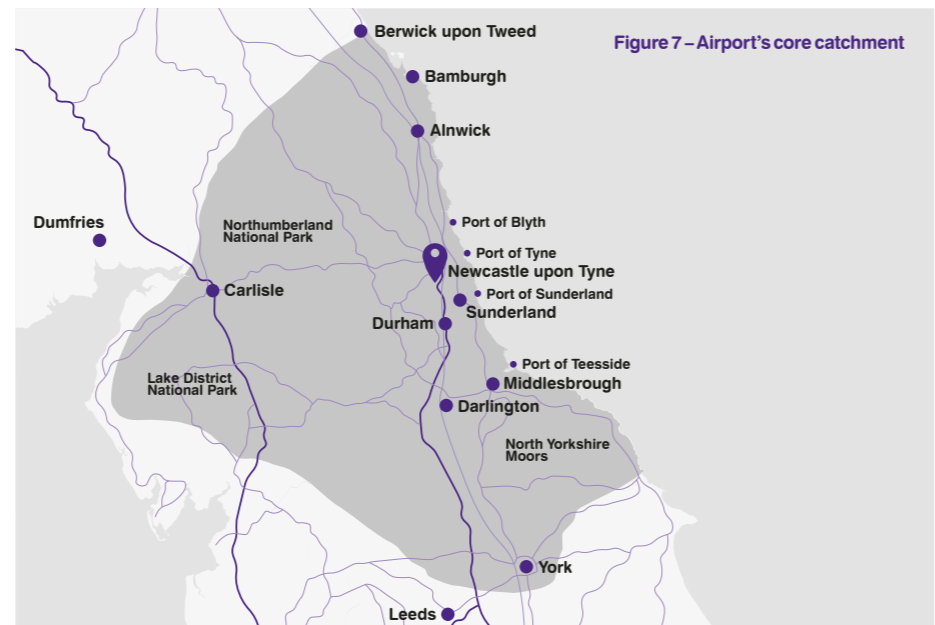 Berwick upon Tweed
Figure 7 – Airport's core catchment
Bamburgh
Alnwick
Dumfries
Northumberland
National Park
Port of Blyth
Port of Tyne
Newcastle upon Tyne
Carlisle
Port of Sunderland
Sunderland
Durham
Port of Teesside
Lake District
National Park
Middlesbrough
Darlington
North Yorkshire
Moors
York
Leeds